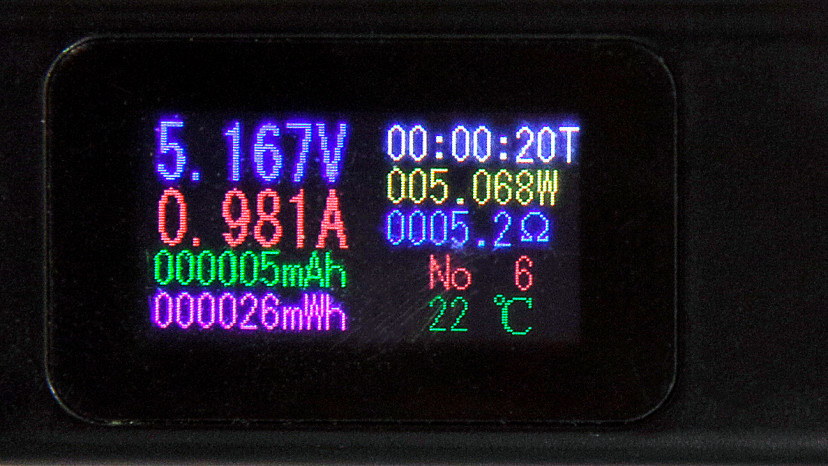 5.167V
0.981A
000005mAh
000026mWh
00:00:20T
005.068W
0005.2Ω
No 6
22 ℃